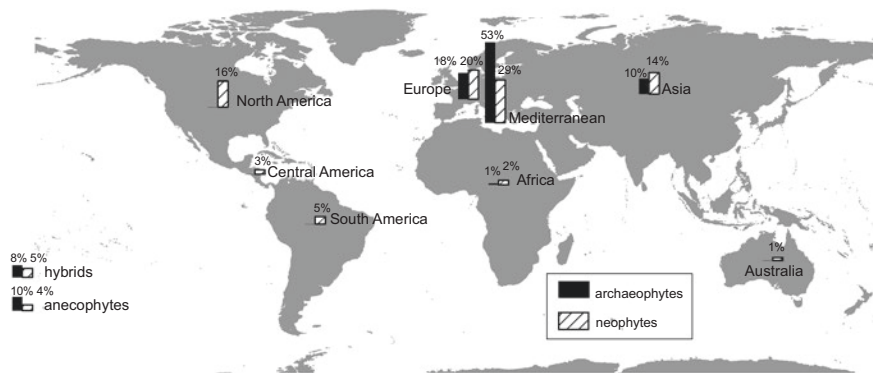 53%
18% 20%
29%
14%
10%
16%
Europe
Asia
North America
Mediterranean
3%
Central America
1% 2%
Africa
5%
South America
1%
Australia
8% 5%
hybrids
10% 4%
anecophytes
archaeophytes
neophytes